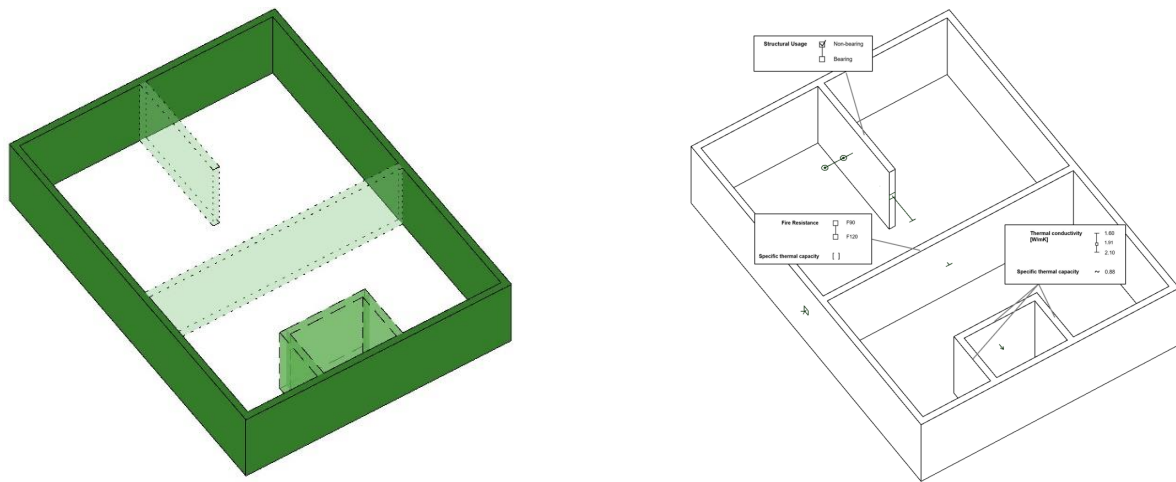 Structural Usage Non-bearing
Bearing
Fire Resistance F90
F120
Specific thermal capacity [ ]
Thermal conductivity 1.60
[W/mK] 1.91
2.10
Specific thermal capacity ~ 0.88